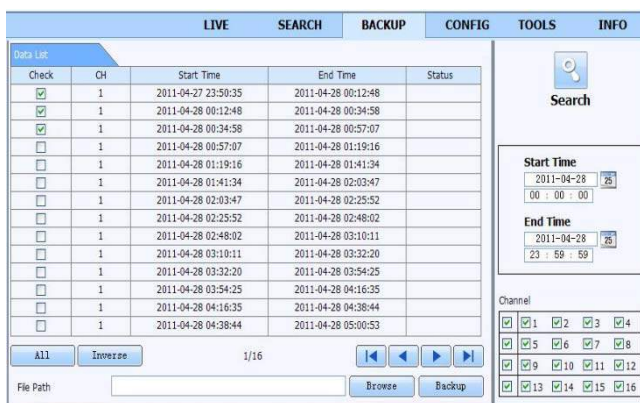 LIVE SEARCH BACKUP CONFIG TOOLS INFO
Data List
Check CH Start Time End Time Status
1 2011-04-27 23:50:35 2011-04-28 00:12:48
1 2011-04-28 00:12:48 2011-04-28 00:34:58
1 2011-04-28 00:34:58 2011-04-28 00:57:07
1 2011-04-28 00:57:07 2011-04-28 01:19:16
1 2011-04-28 01:19:16 2011-04-28 01:41:34
1 2011-04-28 01:41:34 2011-04-28 02:03:47
1 2011-04-28 02:03:47 2011-04-28 02:25:52
1 2011-04-28 02:25:52 2011-04-28 02:48:02
1 2011-04-28 02:48:02 2011-04-28 03:10:11
1 2011-04-28 03:10:11 2011-04-28 03:32:20
1 2011-04-28 03:32:20 2011-04-28 03:54:25
1 2011-04-28 03:54:25 2011-04-28 04:16:35
1 2011-04-28 04:16:35 2011-04-28 04:38:44
1 2011-04-28 04:38:44 2011-04-28 05:00:53
All Inverse 1/16
File Path Browse Backup
Search
Start Time
2011-04-28 25
00 : 00 : 00
End Time
2011-04-28 25
23 : 59 : 59
Channel
1 2 3 4
5 6 7 8
9 10 11 12
13 14 15 16